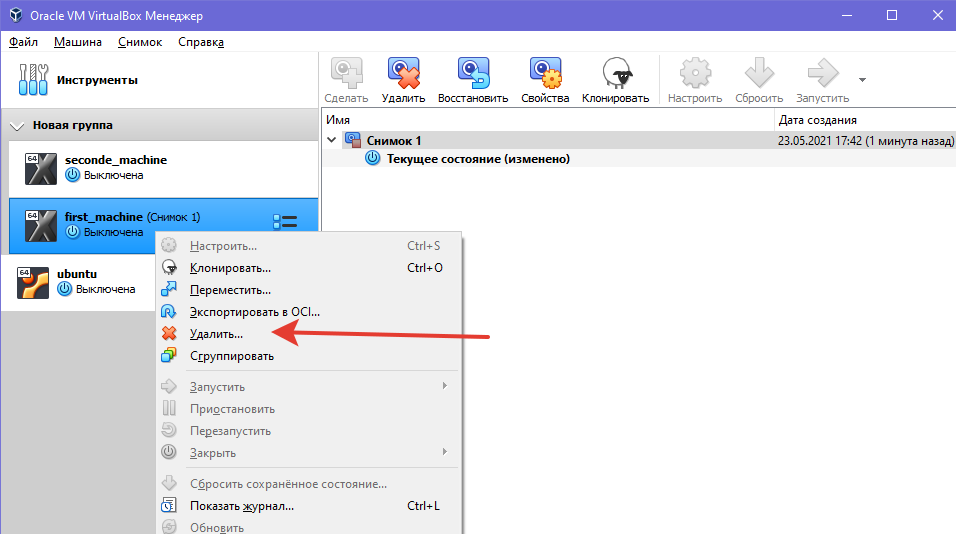 Oracle VM VirtualBox Менеджер
Файл Машина Снимок Справка
Инструменты
Сделать Удалить Восстановить Свойства Клонировать Настроить Сбросить Запустить
Новая группа
Имя Дата создания
Снимок 1 23.05.2021 17:42 (1 минута назад)
Текущее состояние (изменено)
64 seconde_machine
Выключена
64 first_machine (Снимок 1)
Выключена
64 ubuntu
Выключена
Настроить... Ctrl+S
Клонировать... Ctrl+O
Переместить...
Экспортировать в OCI...
Удалить...
Сгруппировать
Запустить
Приостановить
Перезапустить
Закрыть
Сбросить сохранённое состояние...
Показать журнал... Ctrl+L
Обновить